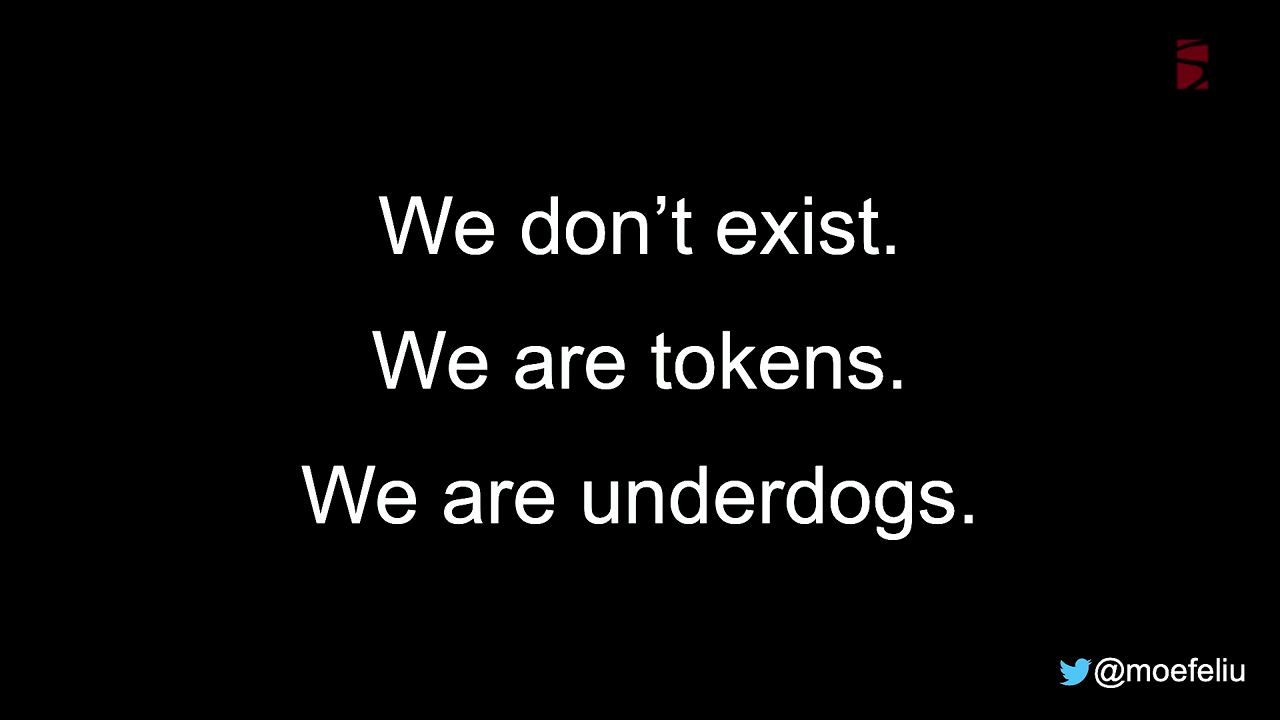 We don’t exist.
We are tokens.
We are underdogs.
@moefeliu